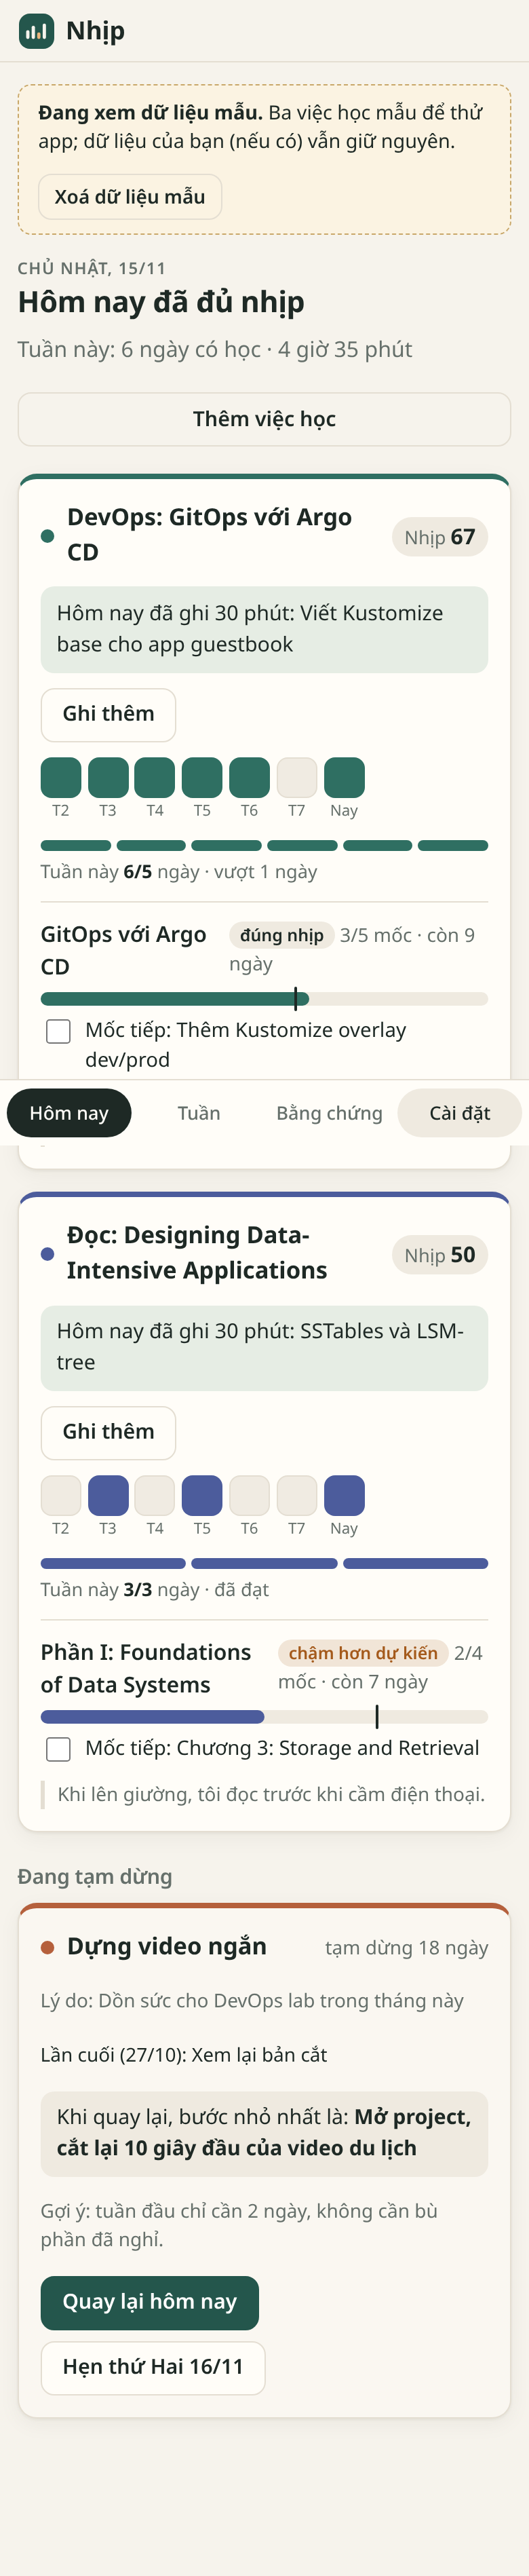 Nhịp
Đang xem dữ liệu mẫu. Ba việc học mẫu để thử
app; dữ liệu của bạn (nếu có) vẫn giữ nguyên.
Xoá dữ liệu mẫu
CHỦ NHẬT, 15/11
Hôm nay đã đủ nhịp
Tuần này: 6 ngày có học · 4 giờ 35 phút
Thêm việc học
DevOps: GitOps với Argo
CD
Nhịp 67
Hôm nay đã ghi 30 phút: Viết Kustomize
base cho app guestbook
Ghi thêm
T2 T3 T4 T5 T6 T7 Nay
Tuần này 6/5 ngày · vượt 1 ngày
GitOps với Argo
CD
đúng nhịp 3/5 mốc · còn 9
ngày
Mốc tiếp: Thêm Kustomize overlay
dev/prod
Hôm nay Tuần Bằng chứng Cài đặt
Đọc: Designing Data-
Intensive Applications
Nhịp 50
Hôm nay đã ghi 30 phút: SSTables và LSM-
tree
Ghi thêm
T2 T3 T4 T5 T6 T7 Nay
Tuần này 3/3 ngày · đã đạt
Phần I: Foundations
of Data Systems
chậm hơn dự kiến 2/4
mốc · còn 7 ngày
Mốc tiếp: Chương 3: Storage and Retrieval
Khi lên giường, tôi đọc trước khi cầm điện thoại.
Đang tạm dừng
Dựng video ngắn
tạm dừng 18 ngày
Lý do: Dồn sức cho DevOps lab trong tháng này
Lần cuối (27/10): Xem lại bản cắt
Khi quay lại, bước nhỏ nhất là: Mở project,
cắt lại 10 giây đầu của video du lịch
Gợi ý: tuần đầu chỉ cần 2 ngày, không cần bù
phần đã nghỉ.
Quay lại hôm nay
Hẹn thứ Hai 16/11